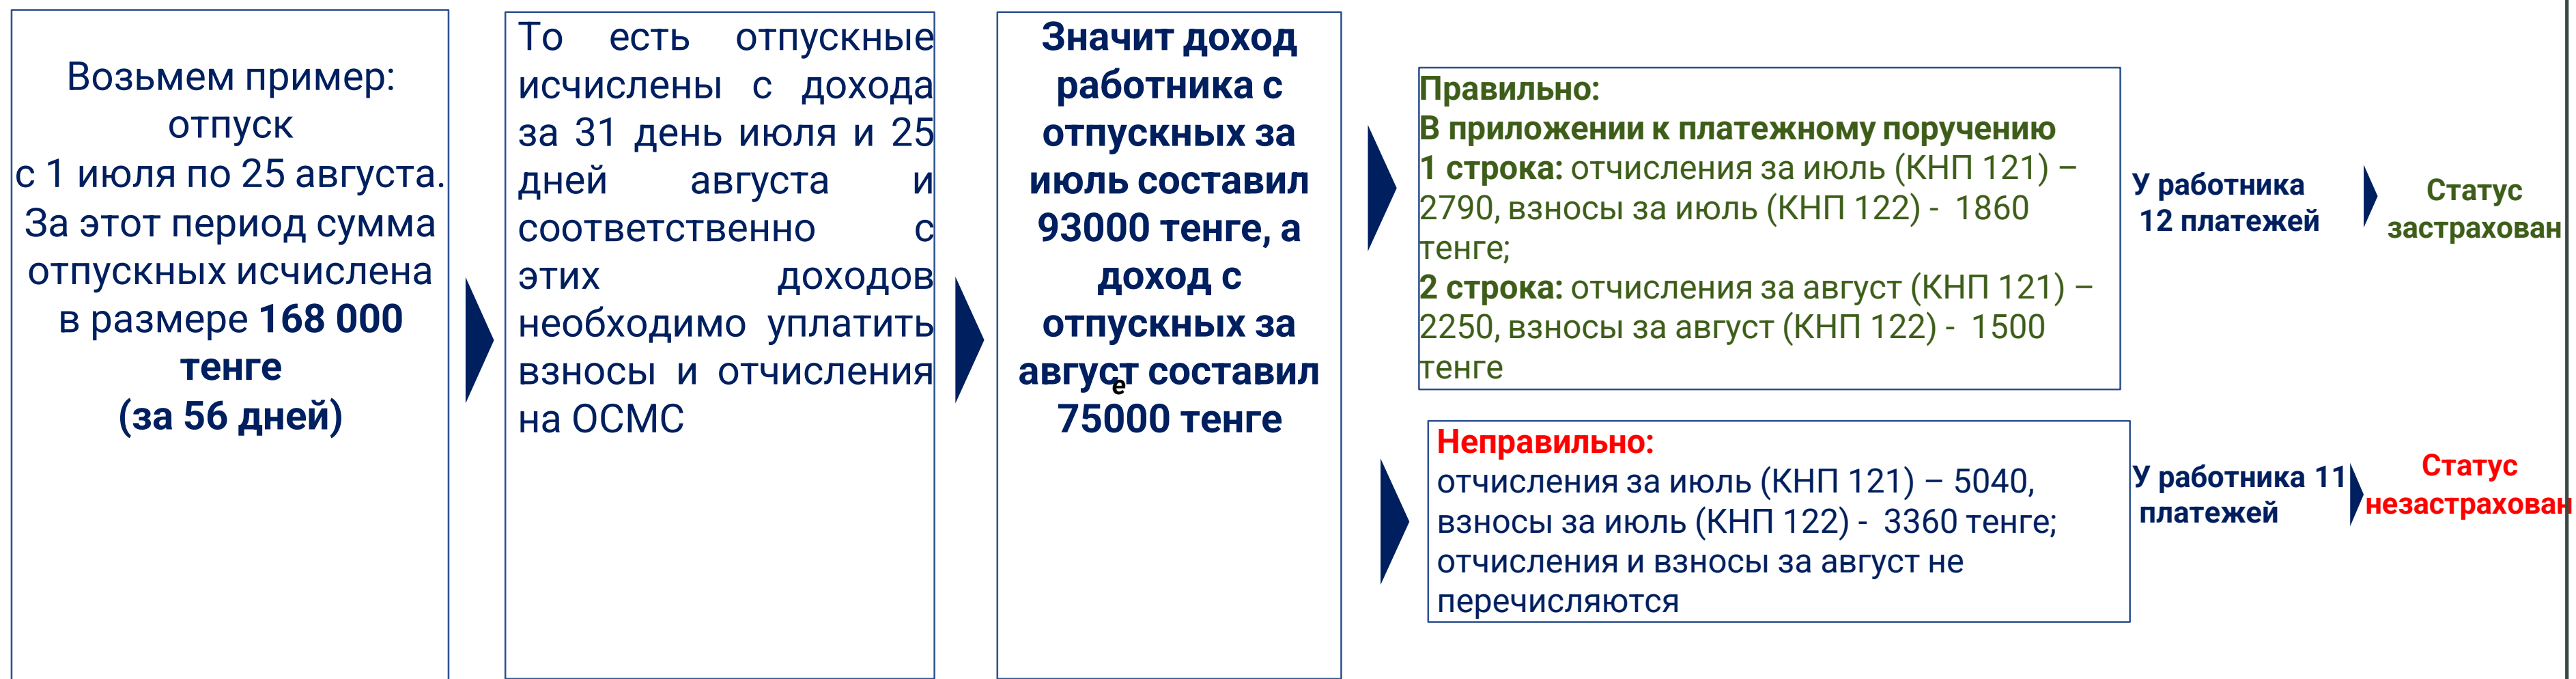 Возьмем пример:
отпуск
с 1 июля по 25 августа.
За этот период сумма
отпускных исчислена
в размере 168 000
тенге
(за 56 дней)
То есть отпускные
исчислены с дохода
за 31 день июля и 25
дней августа и
соответственно с
этих доходов
необходимо уплатить
взносы и отчисления
на ОСМС
Значит доход
работника с
отпускных за
июль составил
93000 тенге, а
доход с
отпускных за
август составил
е
75000 тенге
Правильно:
В приложении к платежному поручению
1 строка: отчисления за июль (КНП 121) –
2790, взносы за июль (КНП 122) - 1860
тенге;
2 строка: отчисления за август (КНП 121) –
2250, взносы за август (КНП 122) - 1500
тенге
У работника
12 платежей
Статус
застрахован
Неправильно:
отчисления за июль (КНП 121) – 5040,
взносы за июль (КНП 122) - 3360 тенге;
отчисления и взносы за август не
перечисляются
У работника 11
платежей
Статус
незастрахован